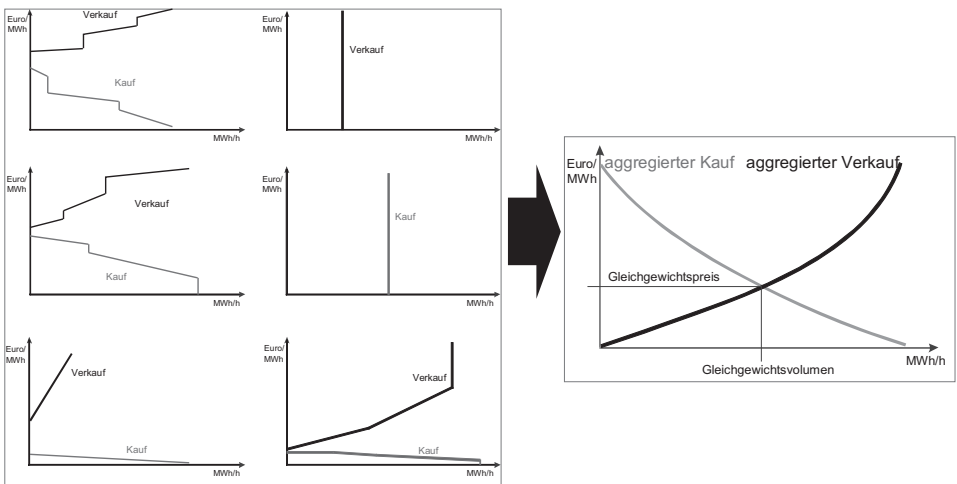 Euro/
MWh
Verkauf
Kauf
MWh/h
Euro/
MWh
Verkauf
MWh/h
Euro/
MWh
Verkauf
Kauf
MWh/h
Euro/
MWh
Kauf
MWh/h
Euro/
MWh
Verkauf
Kauf
MWh/h
Euro/
MWh
Verkauf
Kauf
MWh/h
Euro/
MWh
aggregierter Kauf aggregierter Verkauf
Gleichgewichtspreis
MWh/h
Gleichgewichtsvolumen